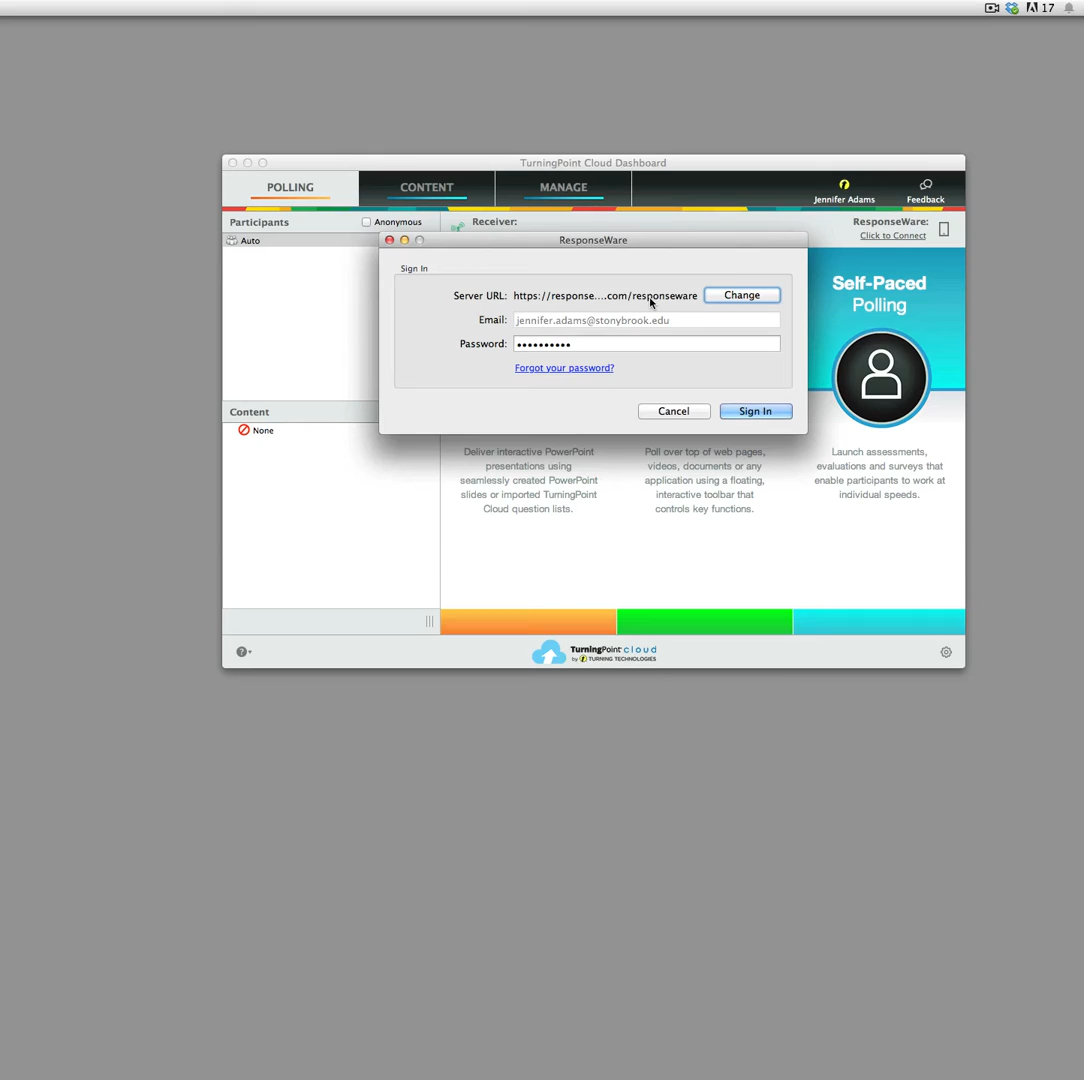 17
TurningPoint Cloud Dashboard
POLLING
CONTENT
MANAGE
Jennifer Adams
Feedback
Participants
Anonymous
Receiver:
ResponseWare:
Click to Connect
Auto
ResponseWare
Sign In
Server URL: https://response....com/responseware
Change
Email: jennifer.adams@stonybrook.edu
Password: ••••••••••
Forgot your password?
Cancel
Sign In
Self-Paced
Polling
Content
None
Deliver interactive PowerPoint
presentations using
seamlessly created PowerPoint
slides or imported TurningPoint
Cloud question lists.
Poll over top of web pages,
videos, documents or any
application using a floating,
interactive toolbar that
controls key functions.
Launch assessments,
evaluations and surveys that
enable participants to work at
individual speeds.
TurningPoint cloud
by TURNING TECHNOLOGIES